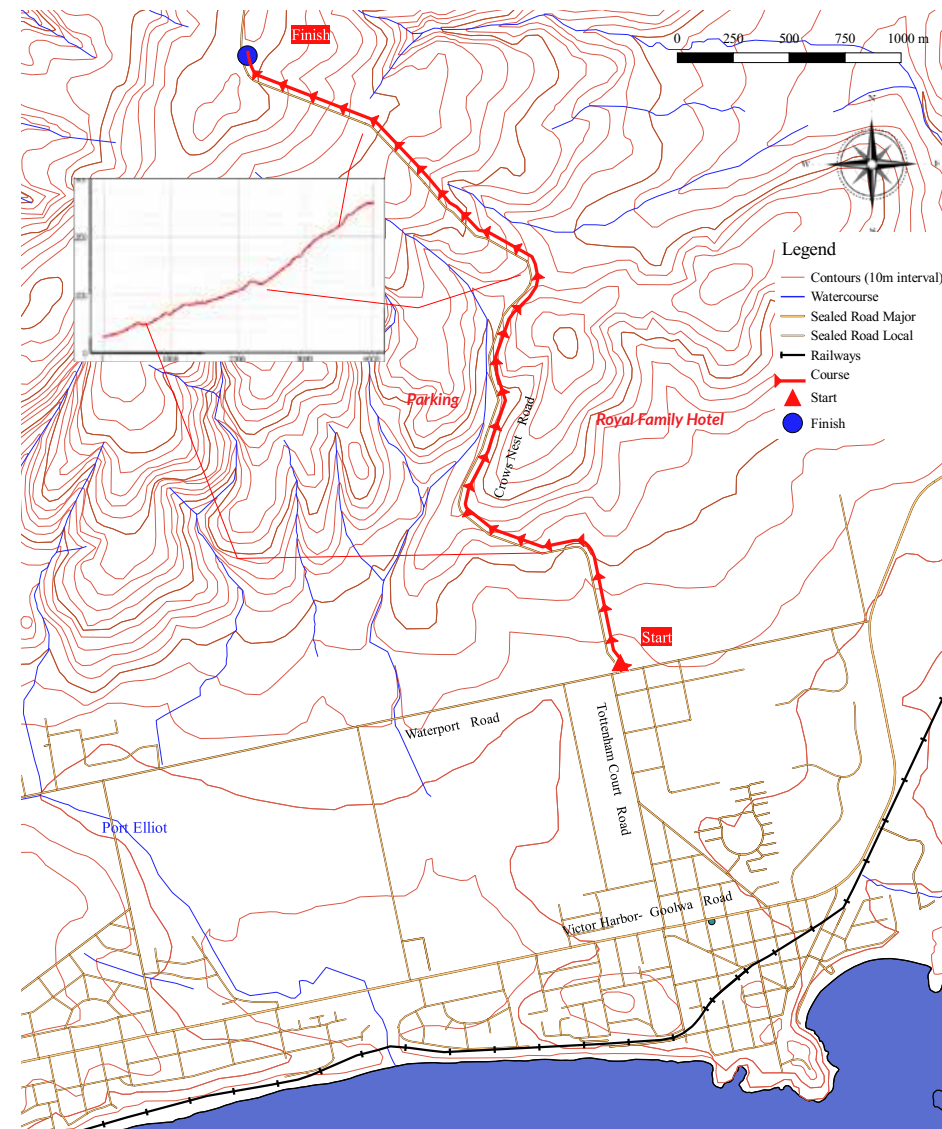 Finish
0 250 500 750 1000 m
N
W
E
Legend
Contours (10m interval)
Watercourse
Sealed Road Major
Sealed Road Local
Railways
Course
Start
Finish
Parking
Royal Family Hotel
Crows Nest Road
Start
Waterport Road
Tottenham Court Road
Port Elliot
Victor Harbor- Goolwa Road